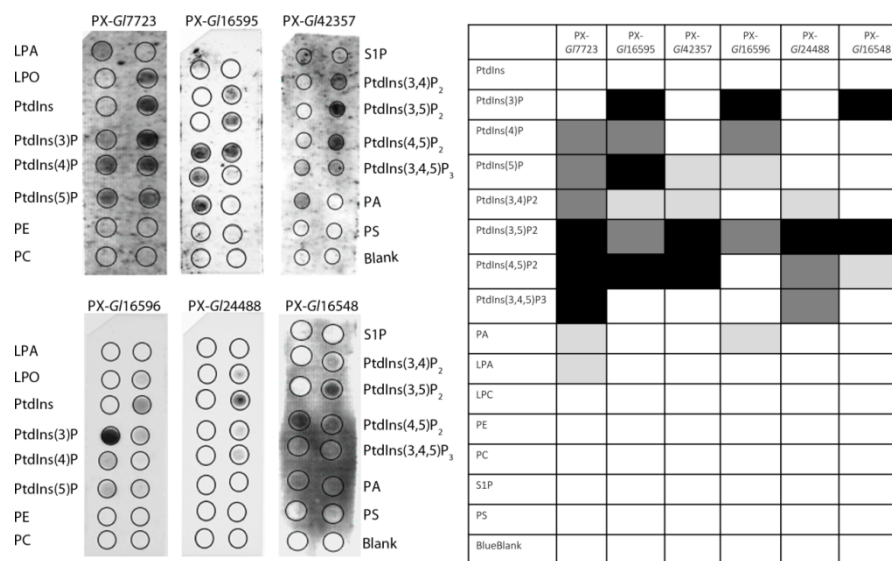 PX-Gl7723 PX-Gl16595 PX-Gl42357
LPA
LPO
PtdIns
PtdIns(3)P
PtdIns(4)P
PtdIns(5)P
PE
PC
S1P
PtdIns(3,4)P2
PtdIns(3,5)P2
PtdIns(4,5)P2
PtdIns(3,4,5)P3
PA
PS
Blank
PX-Gl16596 PX-Gl24488 PX-Gl16548
LPA
LPO
PtdIns
PtdIns(3)P
PtdIns(4)P
PtdIns(5)P
PE
PC
S1P
PtdIns(3,4)P2
PtdIns(3,5)P2
PtdIns(4,5)P2
PtdIns(3,4,5)P3
PA
PS
Blank
PX- PX- PX- PX- PX- PX-
Gl7723 Gl16595 Gl42357 Gl16596 Gl24488 Gl16548
PtdIns
PtdIns(3)P
PtdIns(4)P
PtdIns(5)P
PtdIns(3,4)P2
PtdIns(3,5)P2
PtdIns(4,5)P2
PtdIns(3,4,5)P3
PA
LPA
LPC
PE
PC
S1P
PS
BlueBlank